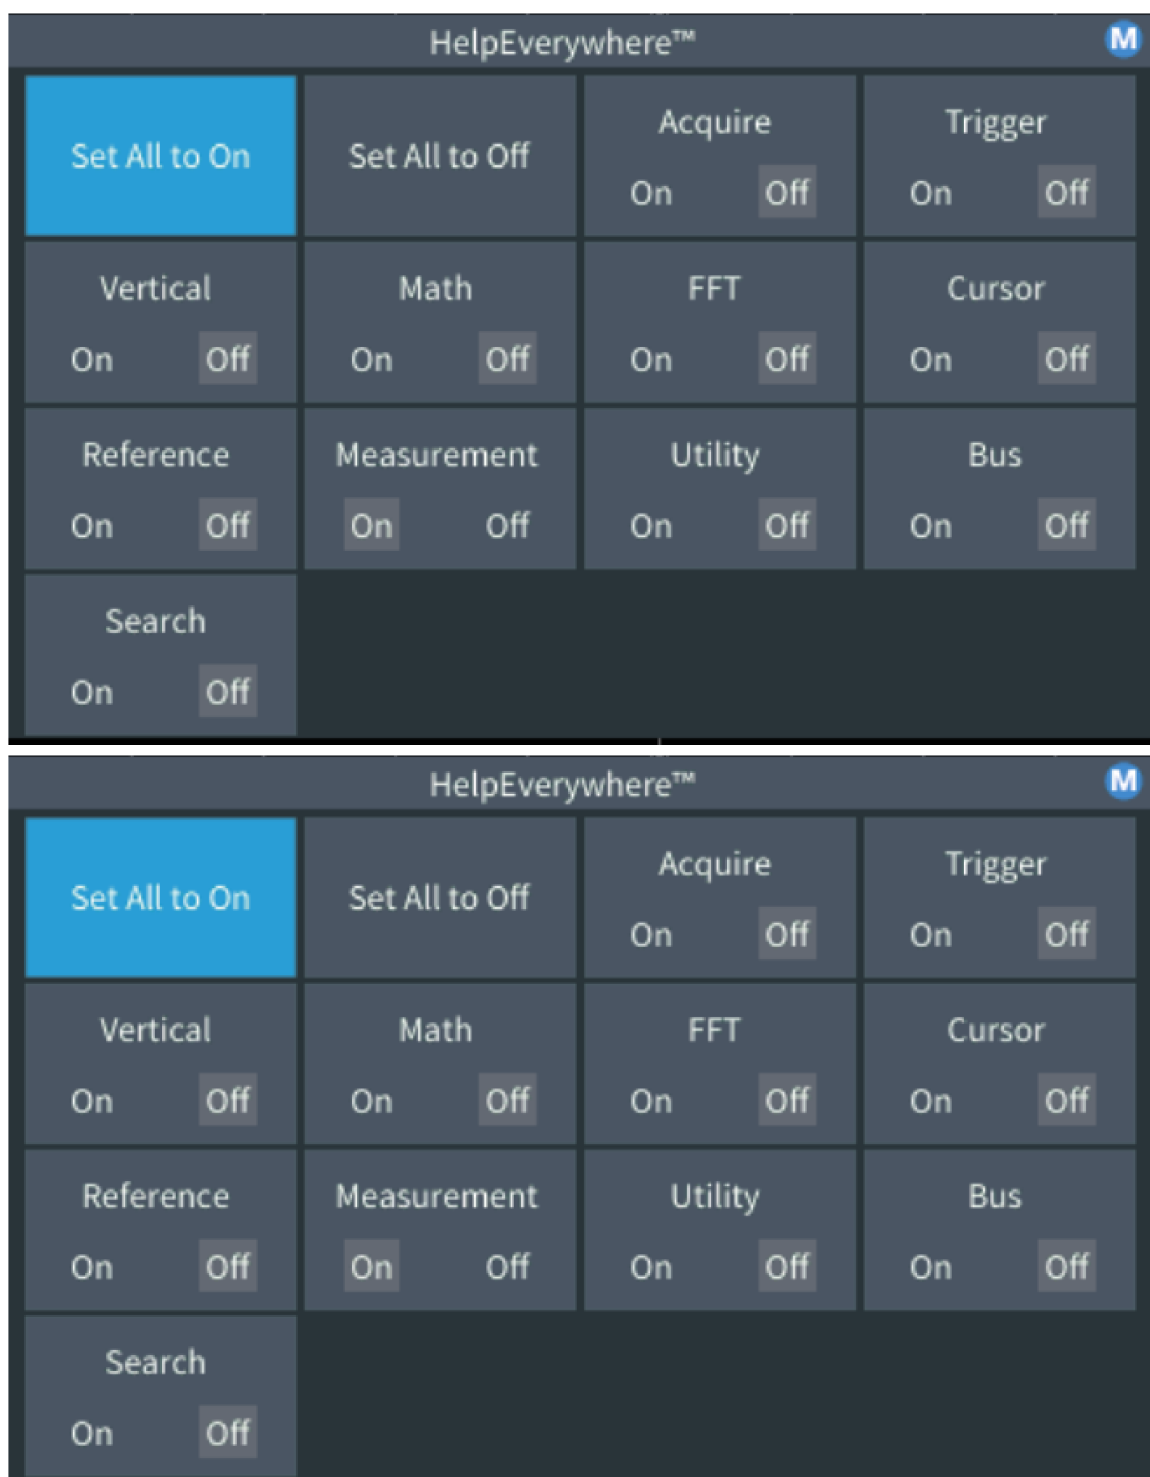 HelpEverywhere™ M
Set All to On
Set All to Off
Acquire
On Off
Trigger
On Off
Vertical
On Off
Math
On Off
FFT
On Off
Cursor
On Off
Reference
On Off
Measurement
On Off
Utility
On Off
Bus
On Off
Search
On Off
HelpEverywhere™ M
Set All to On
Set All to Off
Acquire
On Off
Trigger
On Off
Vertical
On Off
Math
On Off
FFT
On Off
Cursor
On Off
Reference
On Off
Measurement
On Off
Utility
On Off
Bus
On Off
Search
On Off